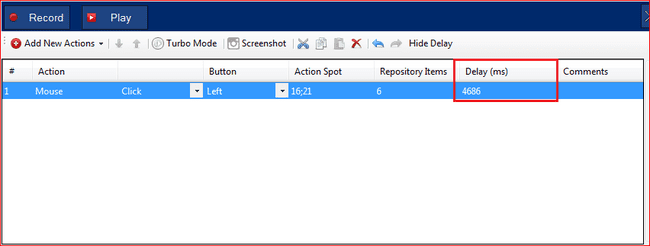 Record Play
Add New Actions Turbo Mode Screenshot Hide Delay
# Action Button Action Spot Repository Items Delay (ms) Comments
1 Mouse Click Left 16;21 6 4686